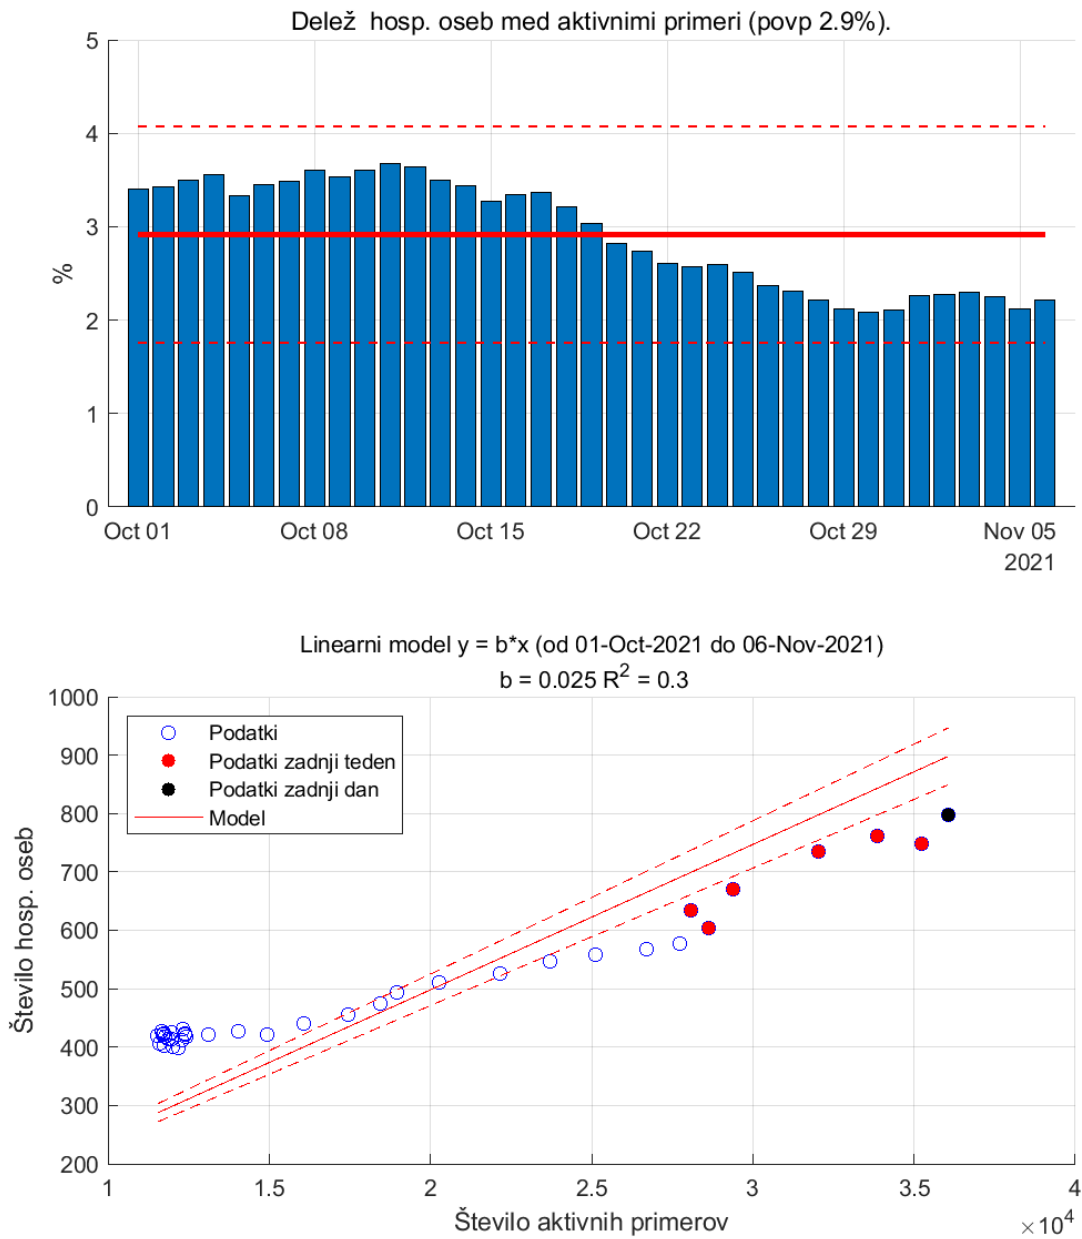 Delež  hosp. oseb med aktivnimi primeri (povp 2.9%).
5
4
3
2
1
0
%
Oct 01
Oct 08
Oct 15
Oct 22
Oct 29
Nov 05
2021
Linearni model y = b*x (od 01-Oct-2021 do 06-Nov-2021)
b = 0.025 R² = 0.3
1000
900
800
700
600
500
400
300
200
Število hosp. oseb
Podatki
Podatki zadnji teden
Podatki zadnji dan
Model
1
1.5
2
2.5
3
3.5
4
Število aktivnih primerov
×10⁴